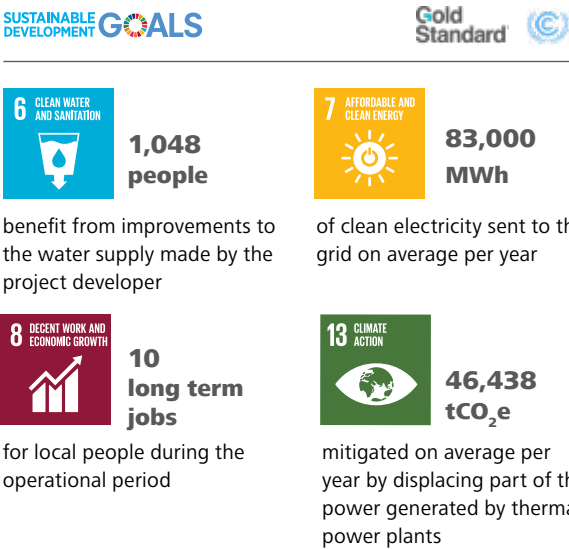 SUSTAINABLE
DEVELOPMENT GOALS
Gold
Standard
6 CLEAN WATER
AND SANITATION
1,048
people
benefit from improvements to
the water supply made by the
project developer
7 AFFORDABLE AND
CLEAN ENERGY
83,000
MWh
of clean electricity sent to th
grid on average per year
8 DECENT WORK AND
ECONOMIC GROWTH
10
long term
jobs
for local people during the
operational period
13 CLIMATE
ACTION
46,438
tCO₂e
mitigated on average per
year by displacing part of th
power generated by therma
power plants